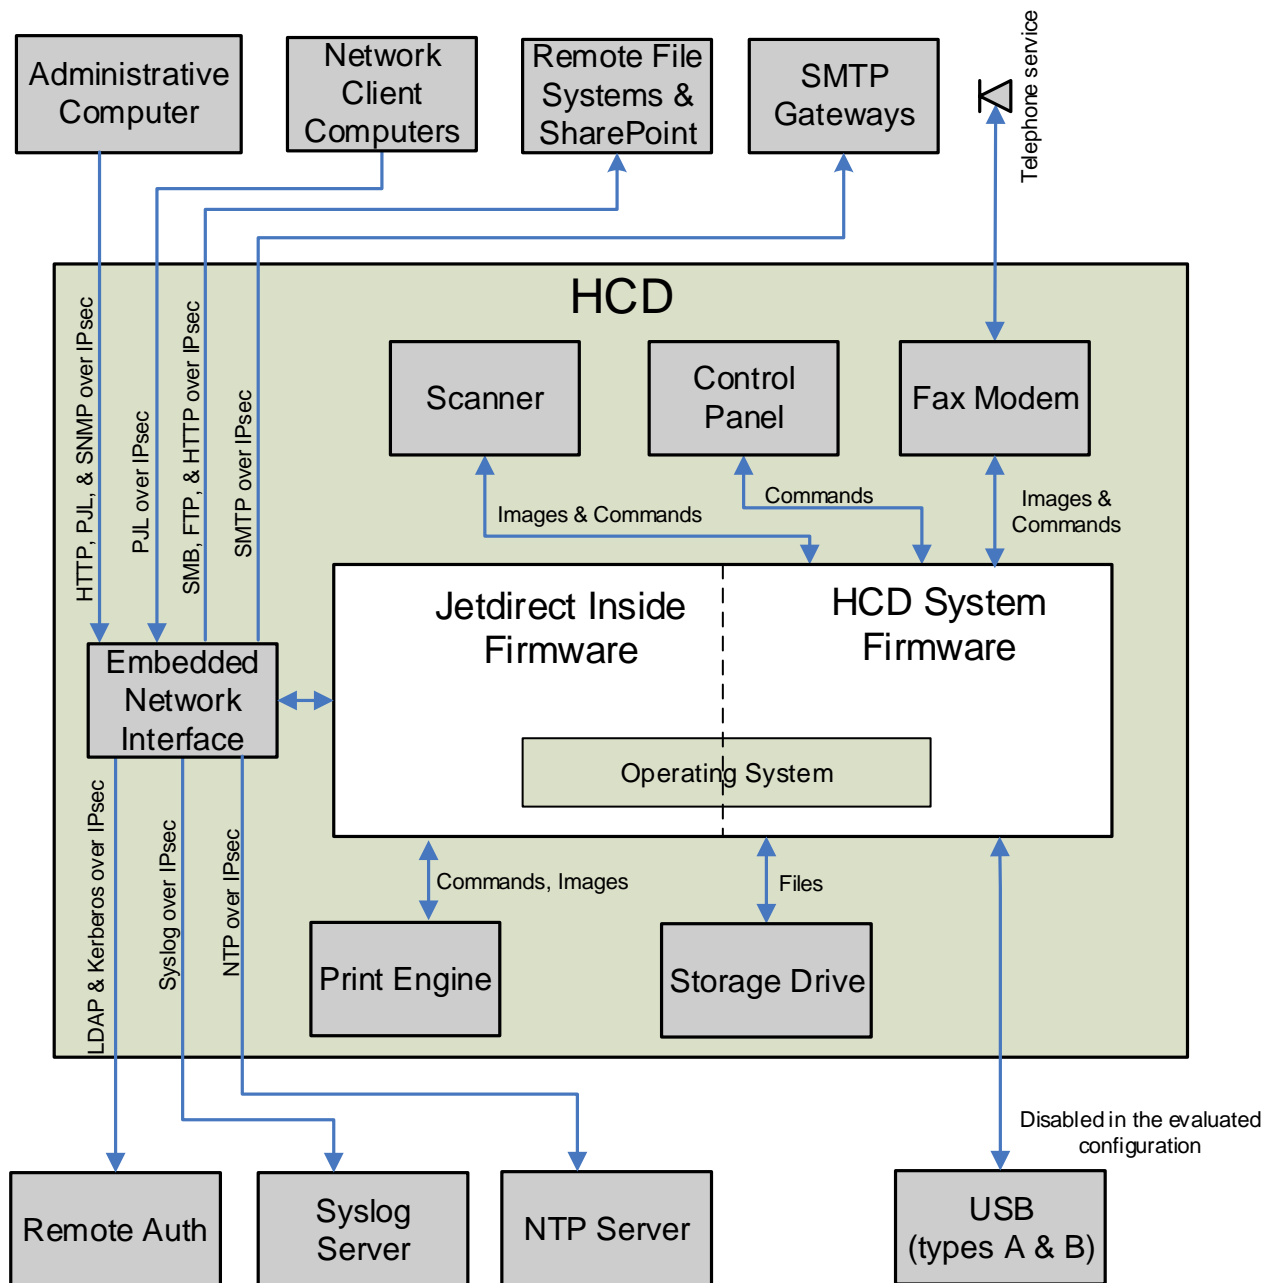 Administrative
Computer
Network
Client
Computers
Remote File
Systems &
SharePoint
SMTP
Gateways
Telephone service
HCD
HTTP, PJL, & SNMP over IPsec
PJL over IPsec
SMB, FTP, & HTTP over IPsec
SMTP over IPsec
Scanner
Control
Panel
Fax Modem
Images & Commands
Commands
Images &
Commands
Jetdirect Inside
Firmware
HCD System
Firmware
Embedded
Network
Interface
Operating System
LDAP & Kerberos over IPsec
Syslog over IPsec
NTP over IPsec
Commands, Images
Files
Print Engine
Storage Drive
Disabled in the evaluated
configuration
Remote Auth
Syslog
Server
NTP Server
USB
(types A & B)